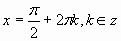 x = π/2 + 2πk, k ∈ z